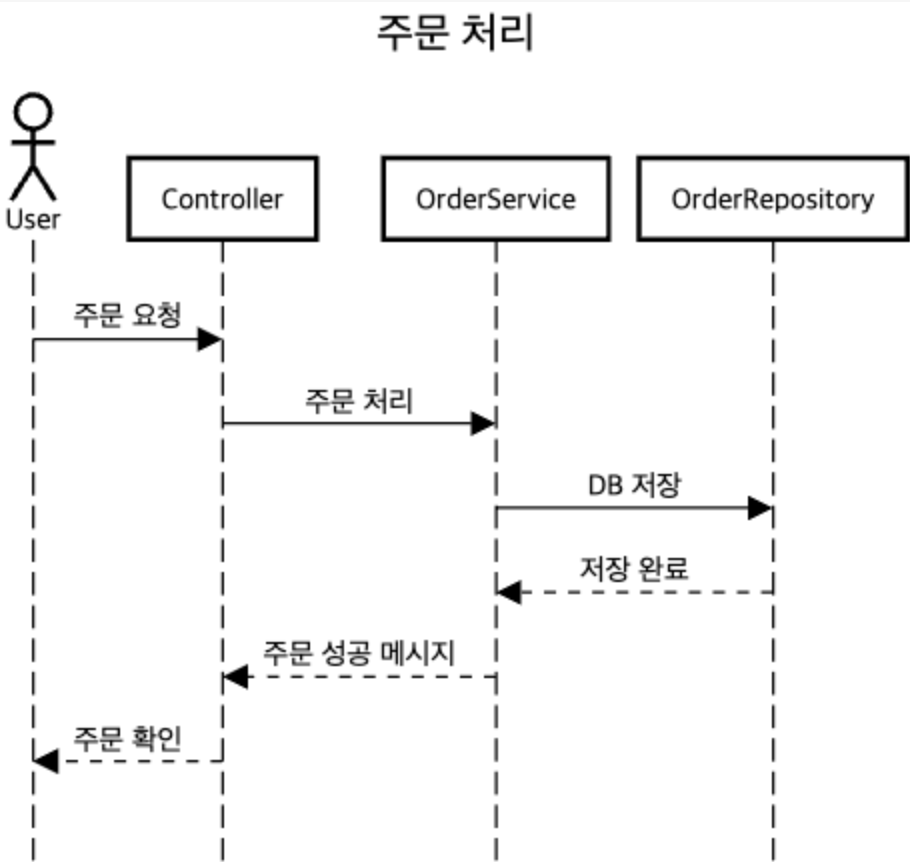 주문 처리
User
Controller
OrderService
OrderRepository
주문 요청
주문 처리
DB 저장
저장 완료
주문 성공 메시지
주문 확인